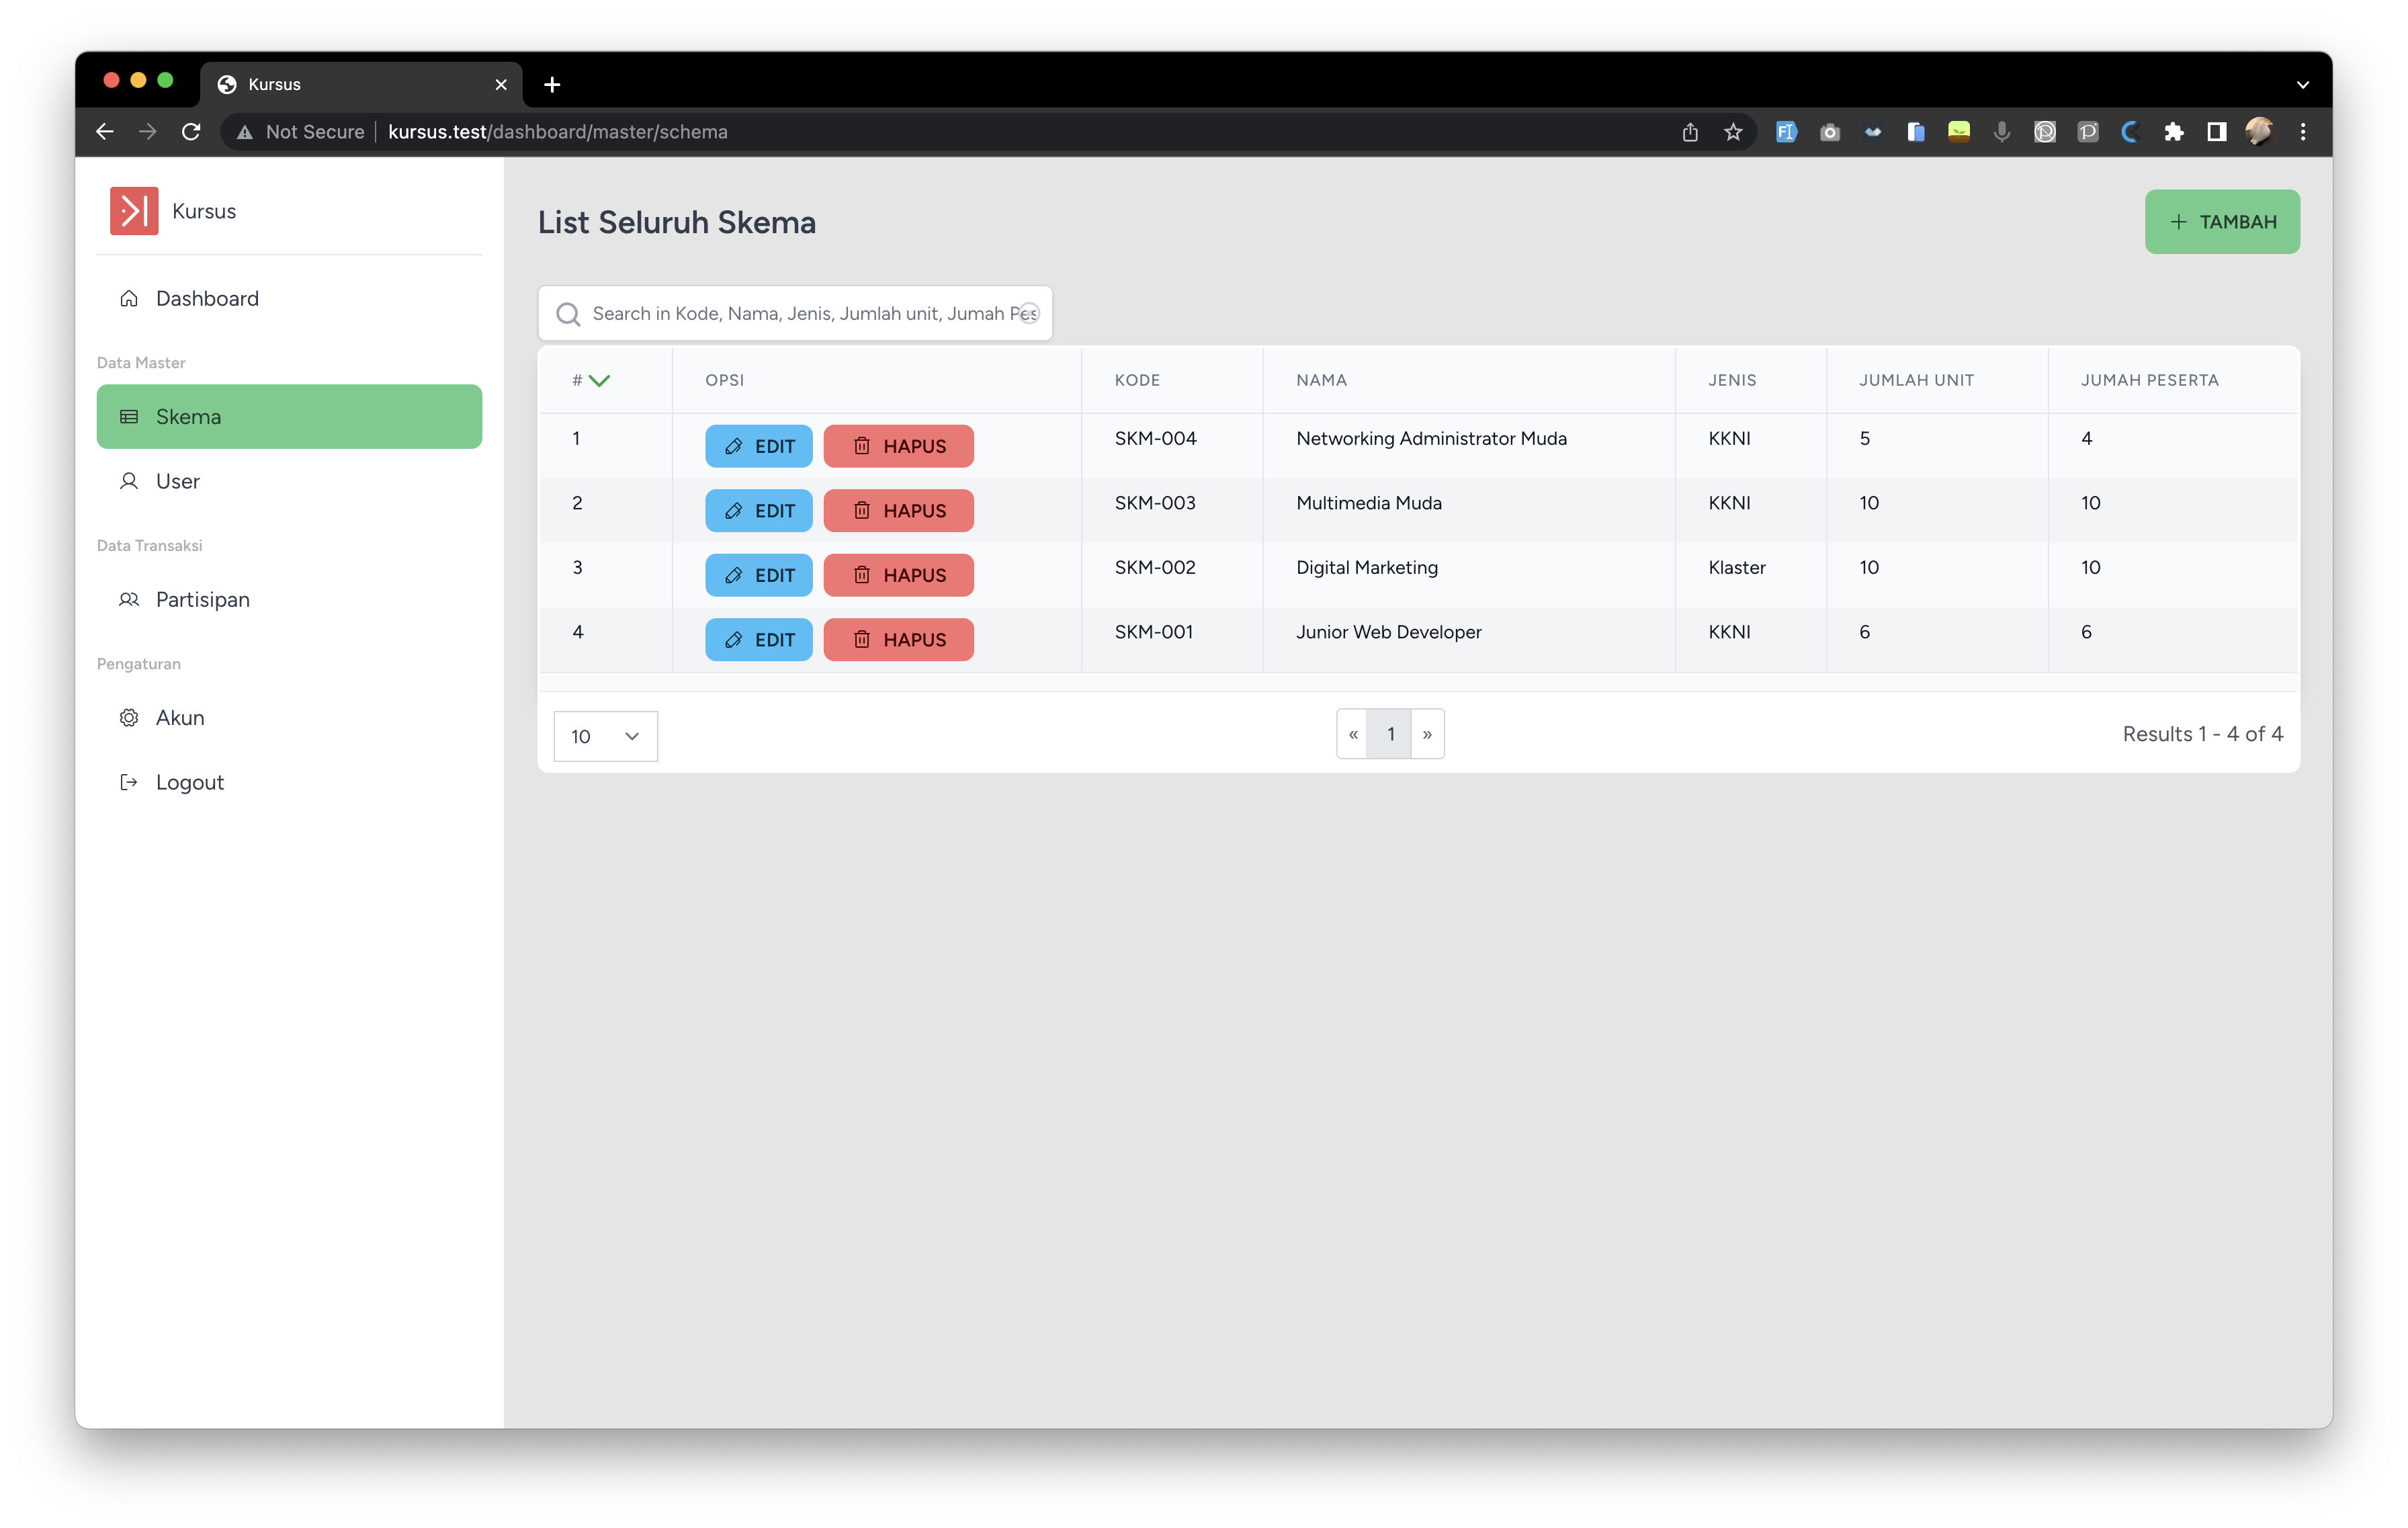 Kursus
Not Secure kursus.test/dashboard/master/schema
Kursus
Dashboard
Data Master
Skema
User
Data Transaksi
Partisipan
Pengaturan
Akun
Logout
List Seluruh Skema
+ TAMBAH
Search in Kode, Nama, Jenis, Jumlah unit, Jumah Pes
# OPSI KODE NAMA JENIS JUMLAH UNIT JUMAH PESERTA
1 EDIT HAPUS SKM-004 Networking Administrator Muda KKNI 5 4
2 EDIT HAPUS SKM-003 Multimedia Muda KKNI 10 10
3 EDIT HAPUS SKM-002 Digital Marketing Klaster 10 10
4 EDIT HAPUS SKM-001 Junior Web Developer KKNI 6 6
10 « 1 » Results 1 - 4 of 4